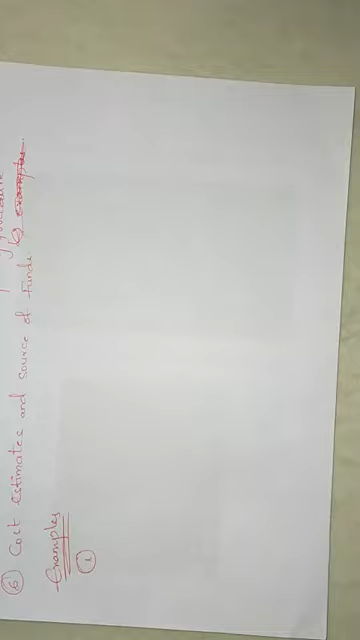 ⑥ Cost estimates and source of Funds.
Examples
①